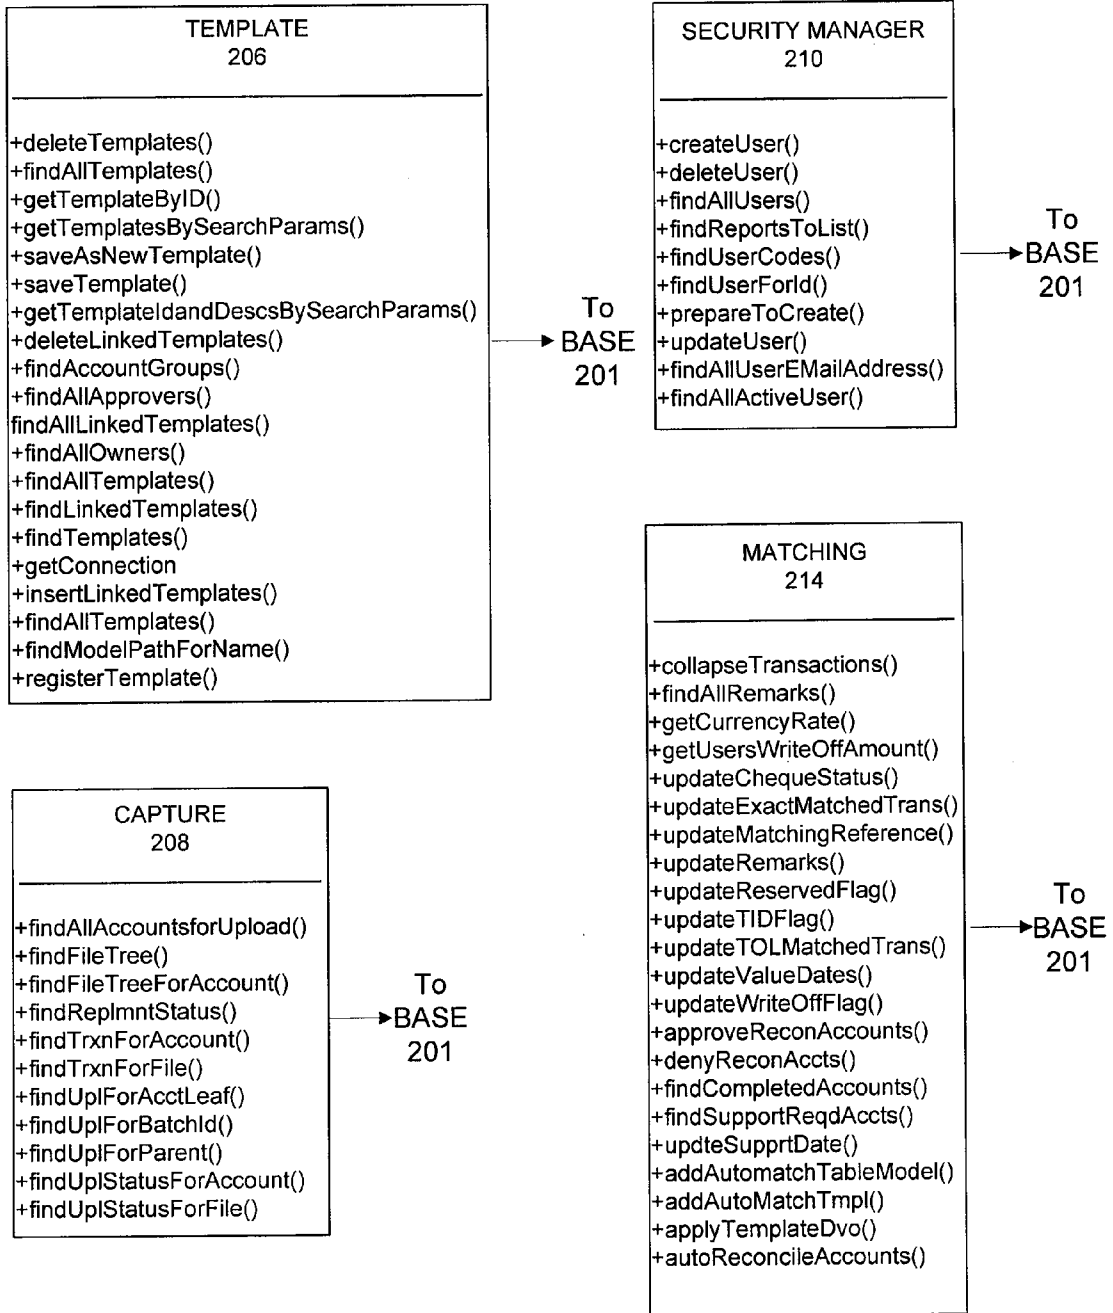 TEMPLATE
206
+deleteTemplates()
+findAllTemplates()
+getTemplateByID()
+getTemplatesBySearchParams()
+saveAsNewTemplate()
+saveTemplate()
+getTemplateIdandDescsBySearchParams()
+deleteLinkedTemplates()
+findAccountGroups()
+findAllApprovers()
findAllLinkedTemplates()
+findAllOwners()
+findAllTemplates()
+findLinkedTemplates()
+findTemplates()
+getConnection
+insertLinkedTemplates()
+findAllTemplates()
+findModelPathForName()
+registerTemplate()
To
BASE
201
SECURITY MANAGER
210
+createUser()
+deleteUser()
+findAllUsers()
+findReportsToList()
+findUserCodes()
+findUserForId()
+prepareToCreate()
+updateUser()
+findAllUserEMailAddress()
+findAllActiveUser()
To
BASE
201
CAPTURE
208
+findAllAccountsforUpload()
+findFileTree()
+findFileTreeForAccount()
+findReplmntStatus()
+findTrxnForAccount()
+findTrxnForFile()
+findUplForAcctLeaf()
+findUplForBatchId()
+findUplForParent()
+findUplStatusForAccount()
+findUplStatusForFile()
To
BASE
201
MATCHING
214
+collapseTransactions()
+findAllRemarks()
+getCurrencyRate()
+getUsersWriteOffAmount()
+updateChequeStatus()
+updateExactMatchedTrans()
+updateMatchingReference()
+updateRemarks()
+updateReservedFlag()
+updateTIDFlag()
+updateTOLMatchedTrans()
+updateValueDates()
+updateWriteOffFlag()
+approveReconAccounts()
+denyReconAccts()
+findCompletedAccounts()
+findSupportReqdAccts()
+updteSupprtDate()
+addAutomatchTableModel()
+addAutoMatchTmpl()
+applyTemplateDvo()
+autoReconcileAccounts()
To
BASE
201